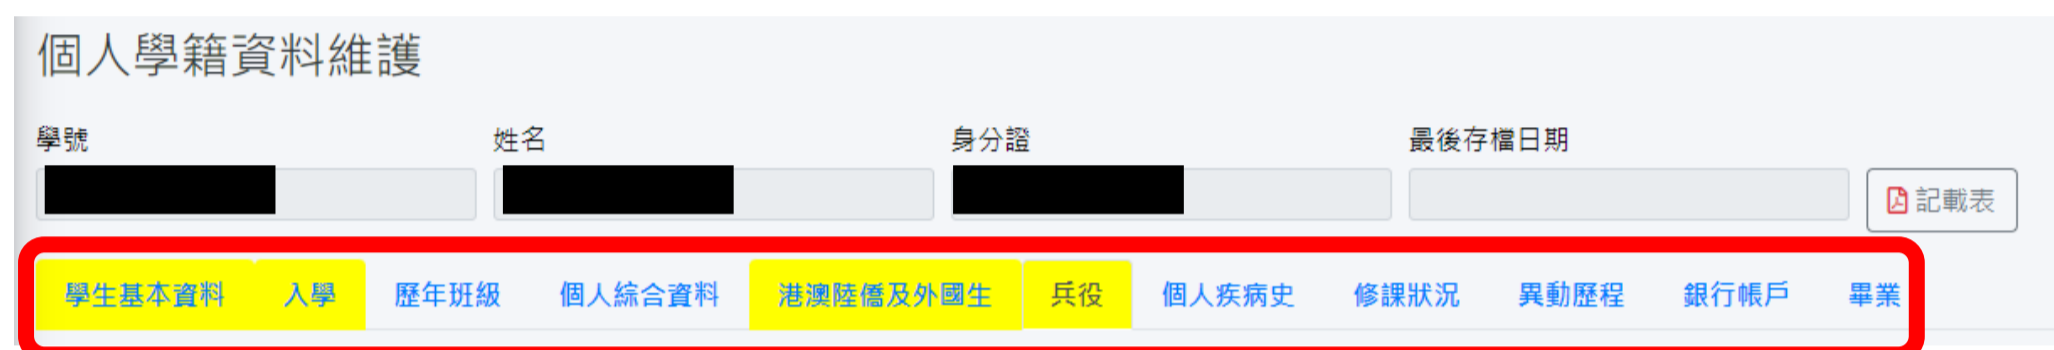 個人學籍資料維護
學號 姓名 身分證 最後存檔日期
記載表
學生基本資料 入學 歷年班級 個人綜合資料 港澳陸僑及外國生 兵役 個人疾病史 修課狀況 異動歷程 銀行帳戶 畢業